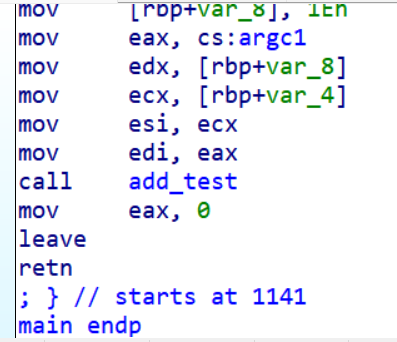 mov [rbp+var_8], 1Eh
mov eax, cs:argc1
mov edx, [rbp+var_8]
mov ecx, [rbp+var_4]
mov esi, ecx
mov edi, eax
call add_test
mov eax, 0
leave
retn
; } // starts at 1141
main endp